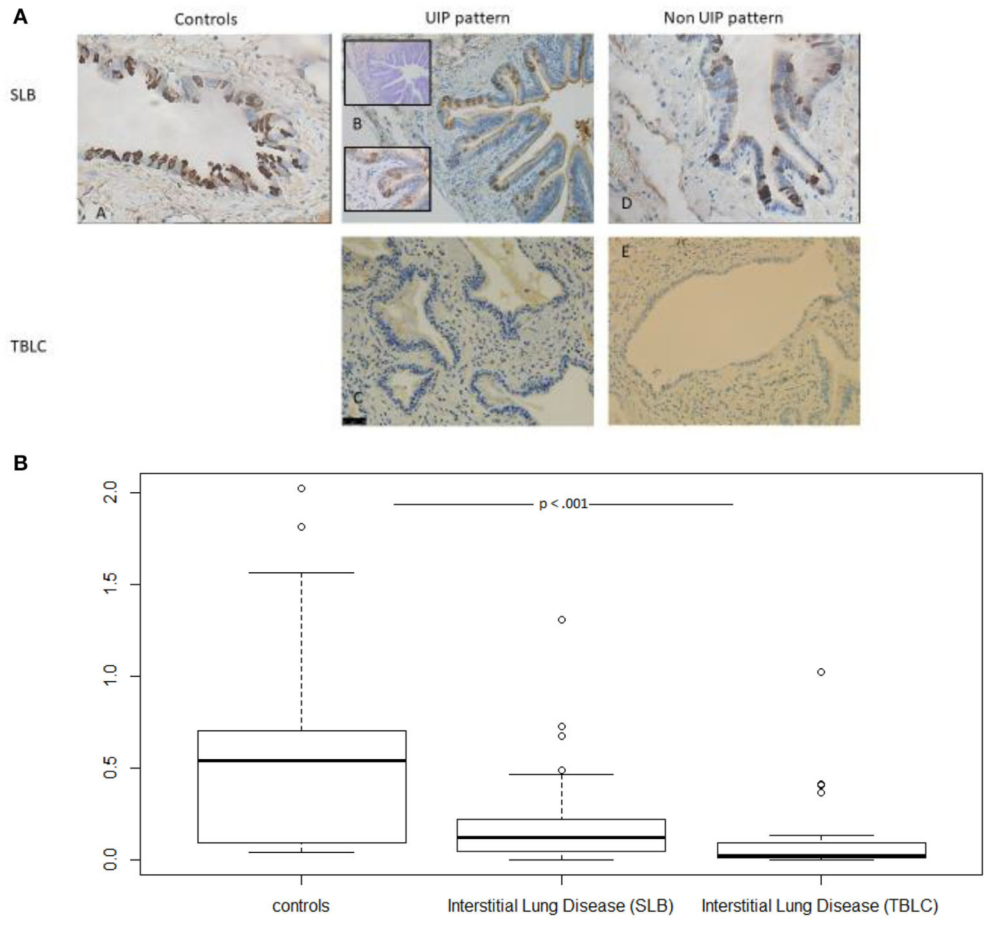 A
Controls
UIP pattern
Non UIP pattern
SLB
A
B
D
TBLC
C
E
B
2.0
1.5
1.0
0.5
0.0
p < .001
controls
Interstitial Lung Disease (SLB)
Interstitial Lung Disease (TBLC)